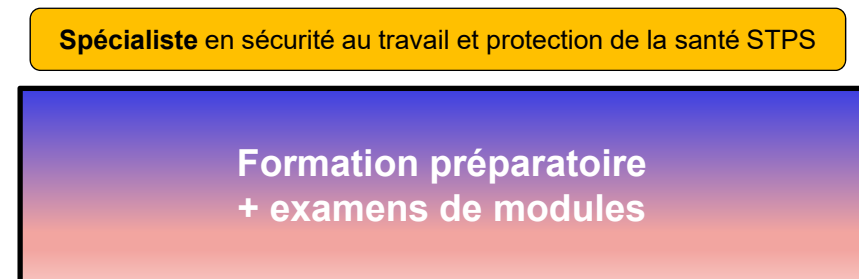 Spécialiste en sécurité au travail et protection de la santé STPS
Formation préparatoire
+ examens de modules